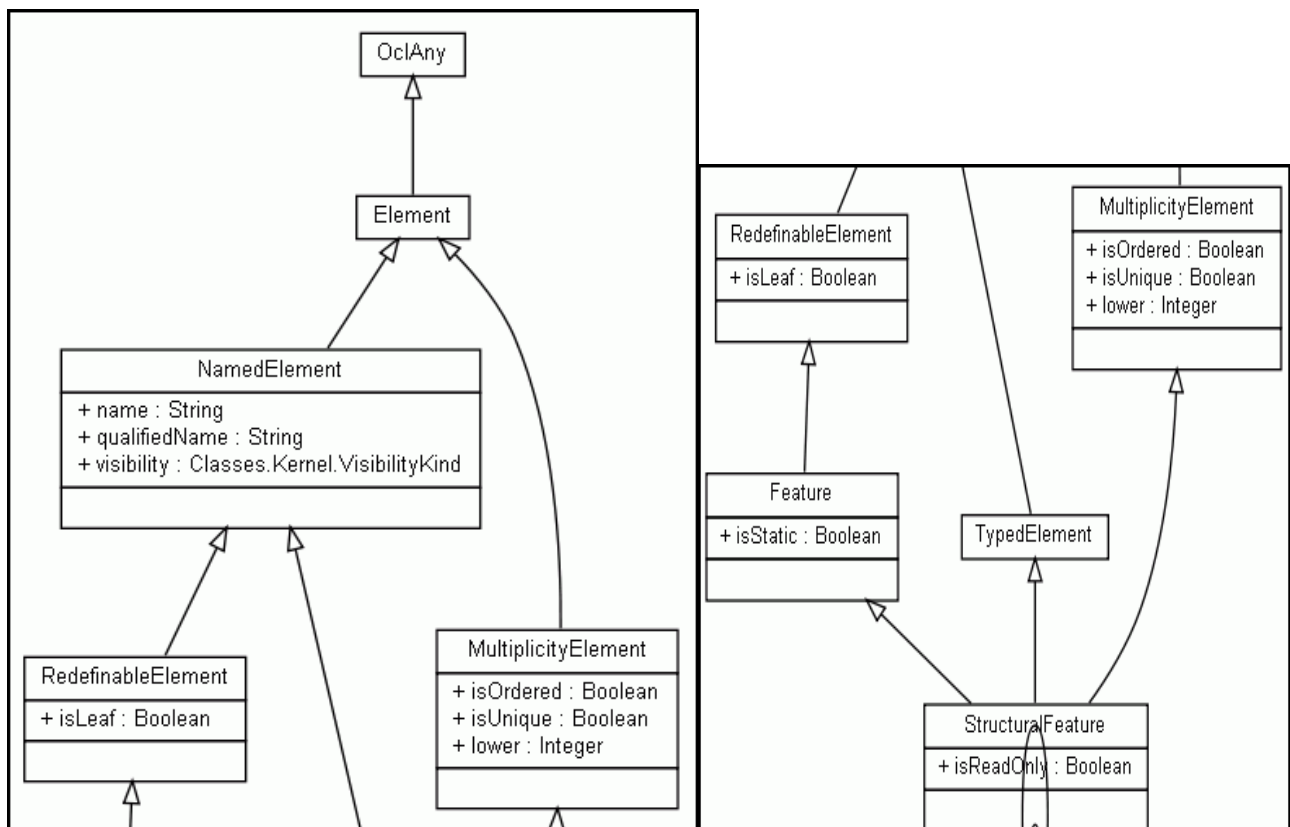 OclAny
Element
NamedElement
+ name : String
+ qualifiedName : String
+ visibility : Classes.Kernel.VisibilityKind
RedefinableElement
+ isLeaf : Boolean
MultiplicityElement
+ isOrdered : Boolean
+ isUnique : Boolean
+ lower : Integer
RedefinableElement
+ isLeaf : Boolean
MultiplicityElement
+ isOrdered : Boolean
+ isUnique : Boolean
+ lower : Integer
Feature
+ isStatic : Boolean
TypedElement
StructuralFeature
+ isReadOnly : Boolean